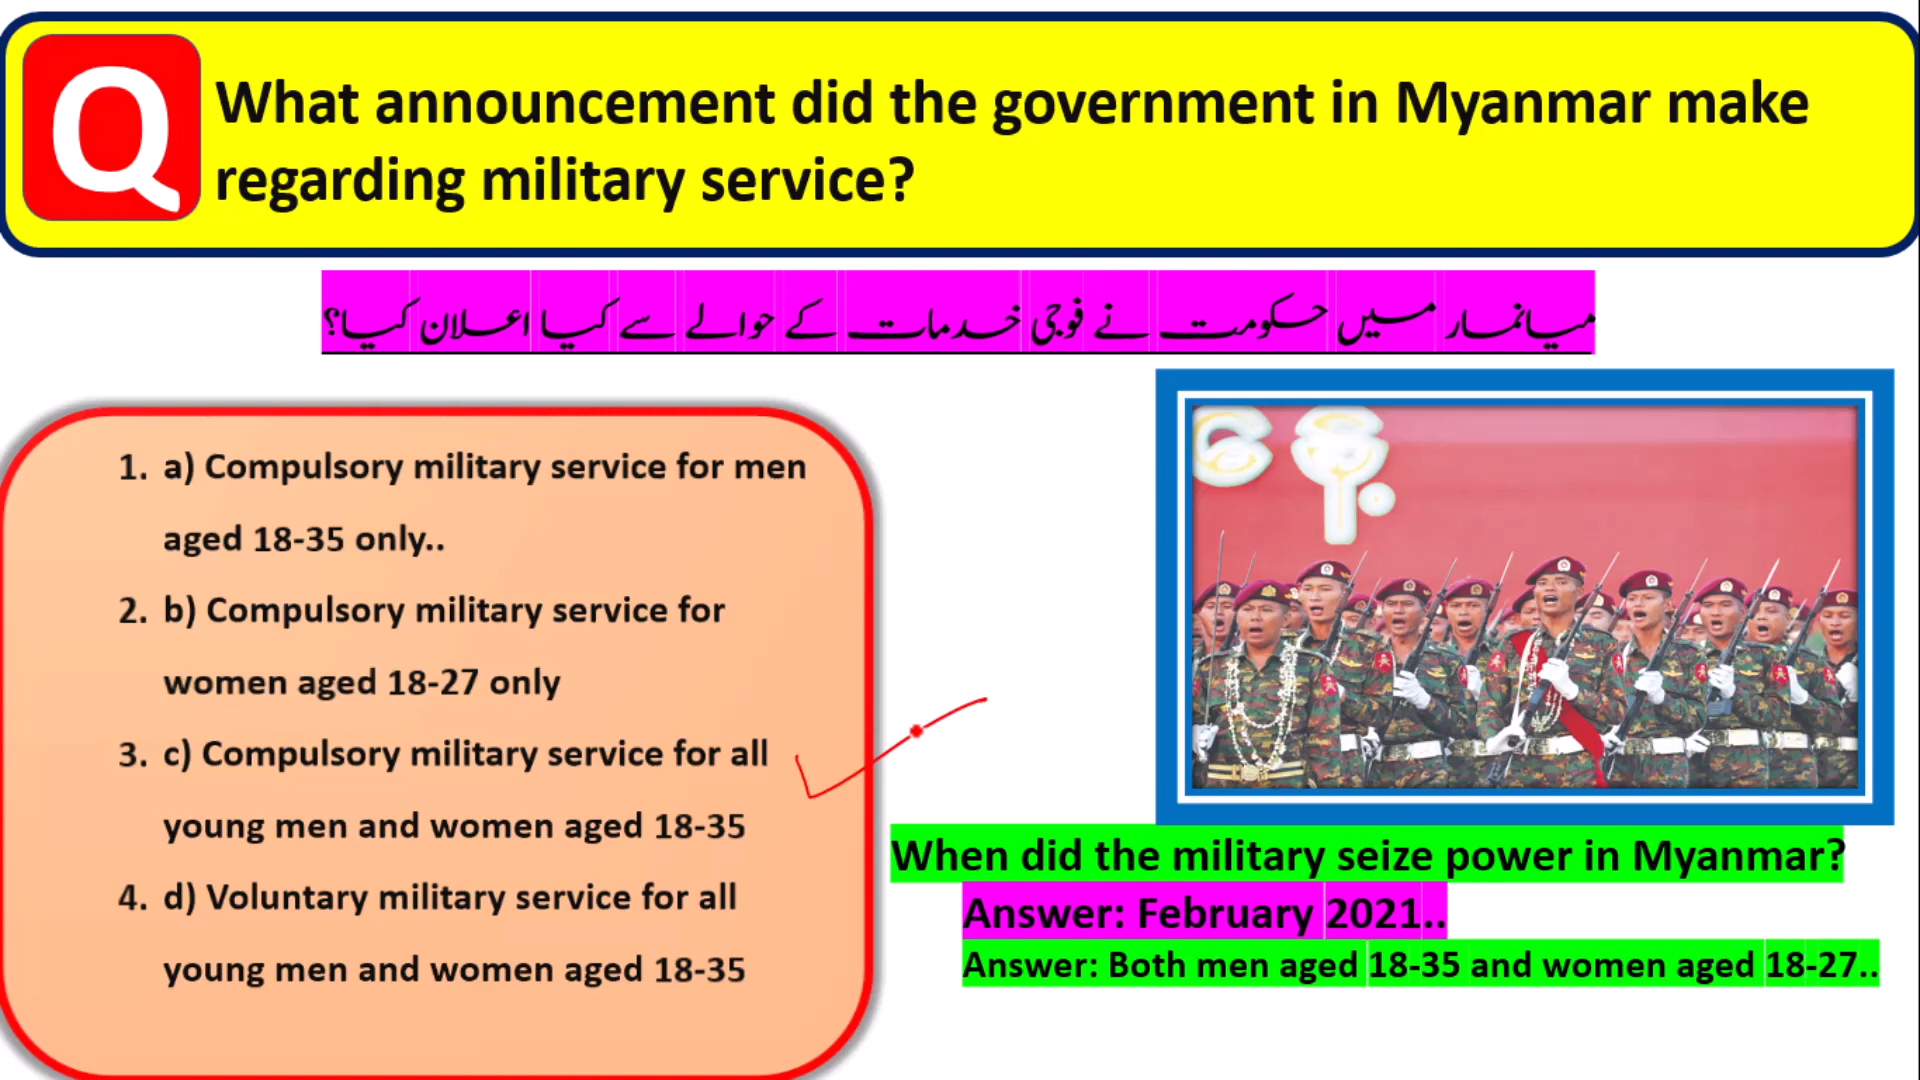 Q
What announcement did the government in Myanmar make
regarding military service?
میانمار میں حکومت نے فوجی خدمات کے حوالے سے کیا اعلان کیا؟
1. a) Compulsory military service for men
aged 18-35 only..
2. b) Compulsory military service for
women aged 18-27 only
3. c) Compulsory military service for all
young men and women aged 18-35
4. d) Voluntary military service for all
young men and women aged 18-35
When did the military seize power in Myanmar?
Answer: February 2021..
Answer: Both men aged 18-35 and women aged 18-27..